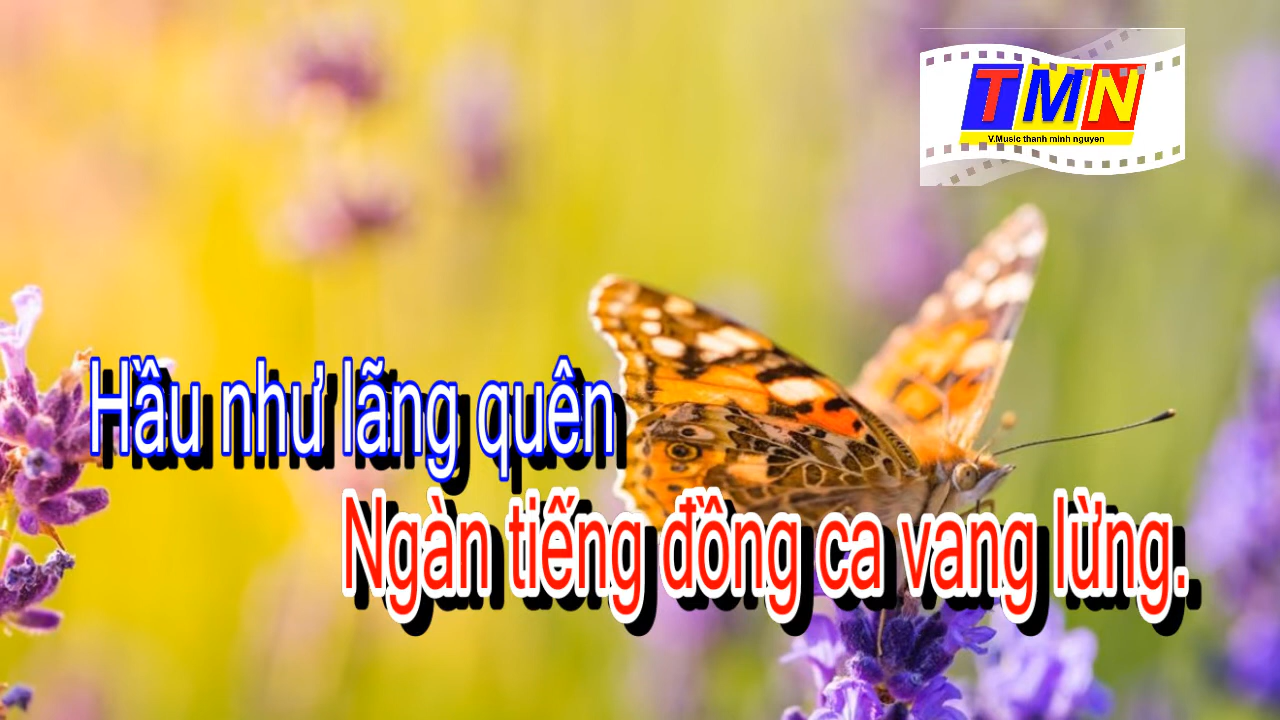 TMN
V.Music thanh minh nguyen
Hầu như lãng quên
Ngàn tiếng đồng ca vang lừng.